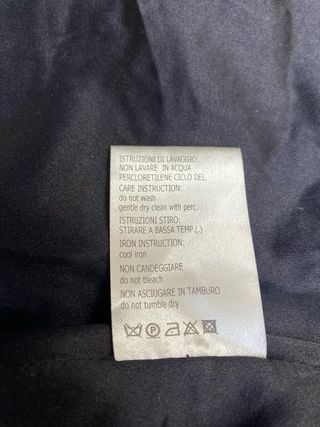 ISTRUZIONI DI LAVAGGIO:
NON LAVARE IN ACQUA
PERCLORETILENE CICLO DEL.
CARE INSTRUCTION:
do not wash
gentle dry clean with perc.
ISTRUZIONI STIRO:
STIRARE A BASSA TEMP.(.)
IRON INSTRUCTION:
cool iron
NON CANDEGGIARE
do not bleach
NON ASCIUGARE IN TAMBURO
do not tumble dry
P